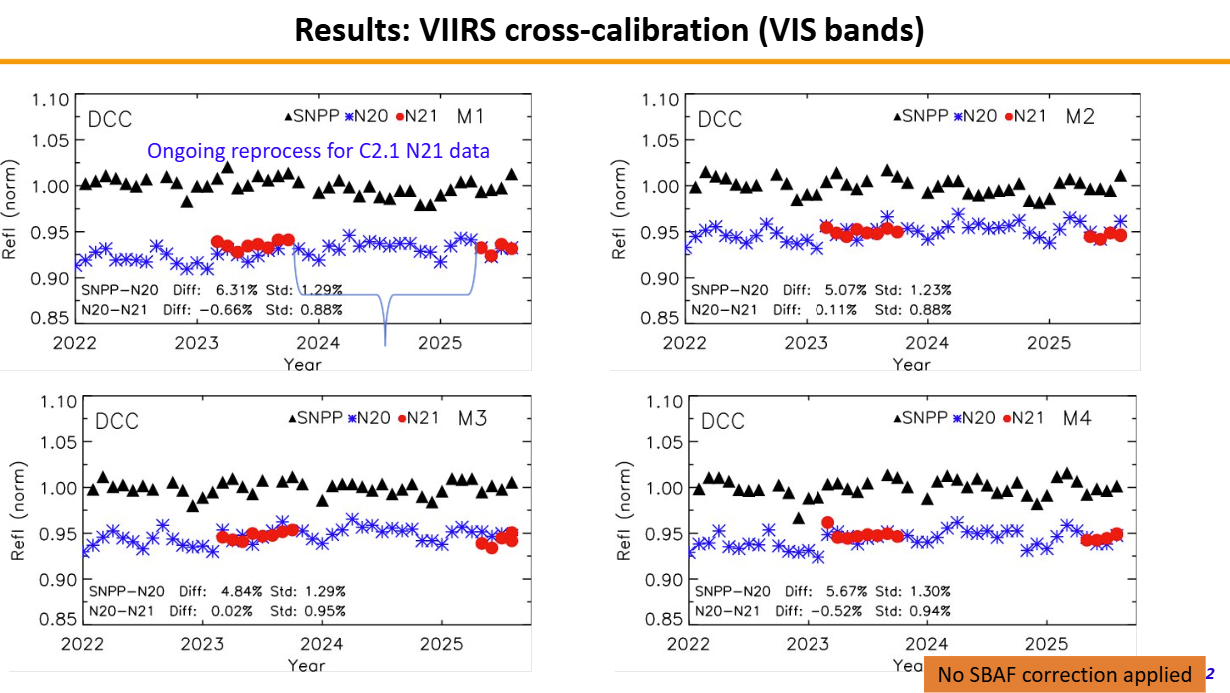 Results: VIIRS cross-calibration (VIS bands)
1.10
1.05
1.00
0.95
0.90
0.85
Refl (norm)
DCC
▲SNPP ✳N20 ●N21 M1
Ongoing reprocess for C2.1 N21 data
SNPP−N20 Diff: 6.31% Std: 1.29%
N20−N21 Diff: −0.66% Std: 0.88%
2022 2023 2024 2025
Year
1.10
1.05
1.00
0.95
0.90
0.85
Refl (norm)
DCC
▲SNPP ✳N20 ●N21 M2
SNPP−N20 Diff: 5.07% Std: 1.23%
N20−N21 Diff: 0.11% Std: 0.88%
2022 2023 2024 2025
Year
1.10
1.05
1.00
0.95
0.90
0.85
Refl (norm)
DCC
▲SNPP ✳N20 ●N21 M3
SNPP−N20 Diff: 4.84% Std: 1.29%
N20−N21 Diff: 0.02% Std: 0.95%
2022 2023 2024 2025
Year
1.10
1.05
1.00
0.95
0.90
0.85
Refl (norm)
DCC
▲SNPP ✳N20 ●N21 M4
SNPP−N20 Diff: 5.67% Std: 1.30%
N20−N21 Diff: −0.52% Std: 0.94%
2022 2023 2024 2025
No SBAF correction applied
2